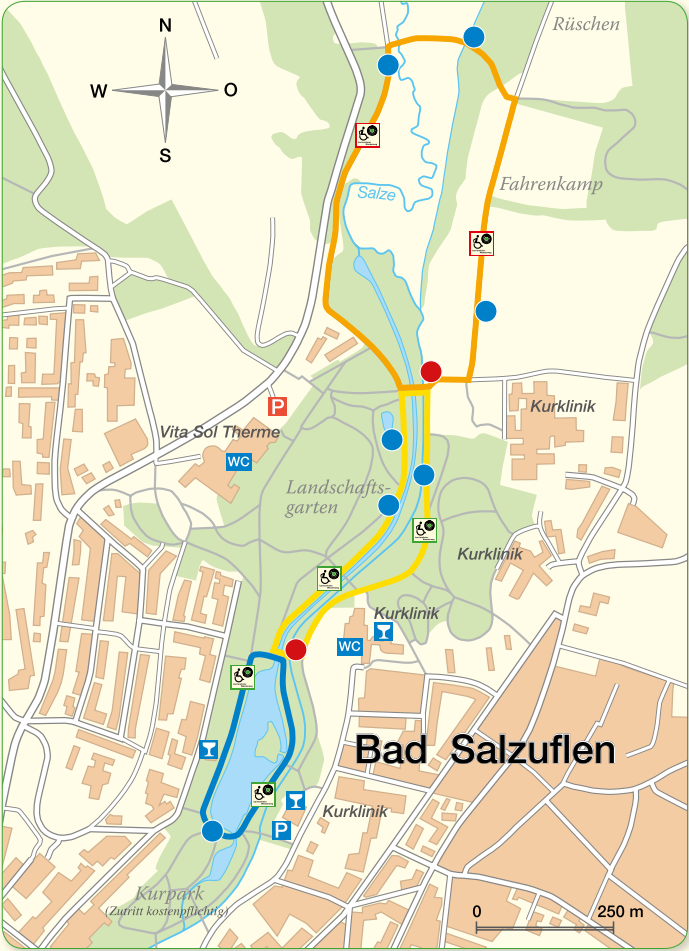 N
Rüschen
W
O
S
Fahrenkamp
Salze
P
Kurklinik
Vita Sol Therme
WC
Landschafts-
garten
Kurklinik
Kurklinik
WC
Bad Salzuflen
Kurklinik
P
Kurpark
(Zutritt kostenpflichtig)
0
250 m